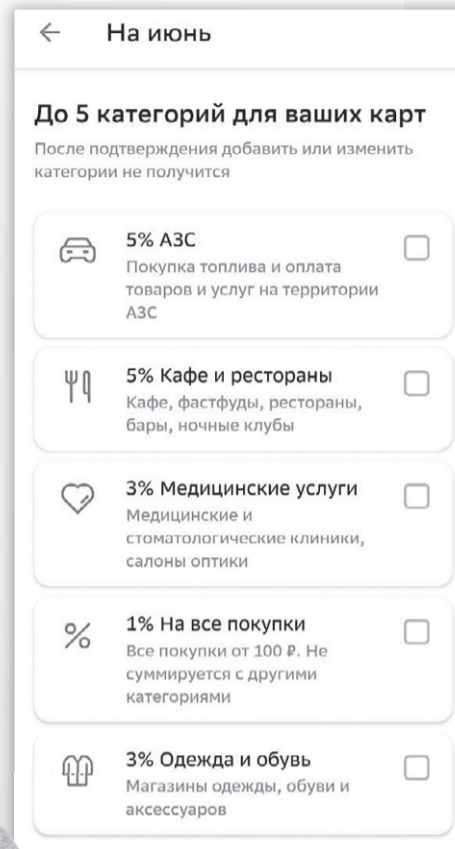 На июнь
До 5 категорий для ваших карт
После подтверждения добавить или изменить
категории не получится
5% АЗС
Покупка топлива и оплата
товаров и услуг на территории
АЗС
5% Кафе и рестораны
Кафе, фастфуды, рестораны,
бары, ночные клубы
3% Медицинские услуги
Медицинские и
стоматологические клиники,
салоны оптики
1% На все покупки
Все покупки от 100 ₽. Не
суммируется с другими
категориями
3% Одежда и обувь
Магазины одежды, обуви и
аксессуаров